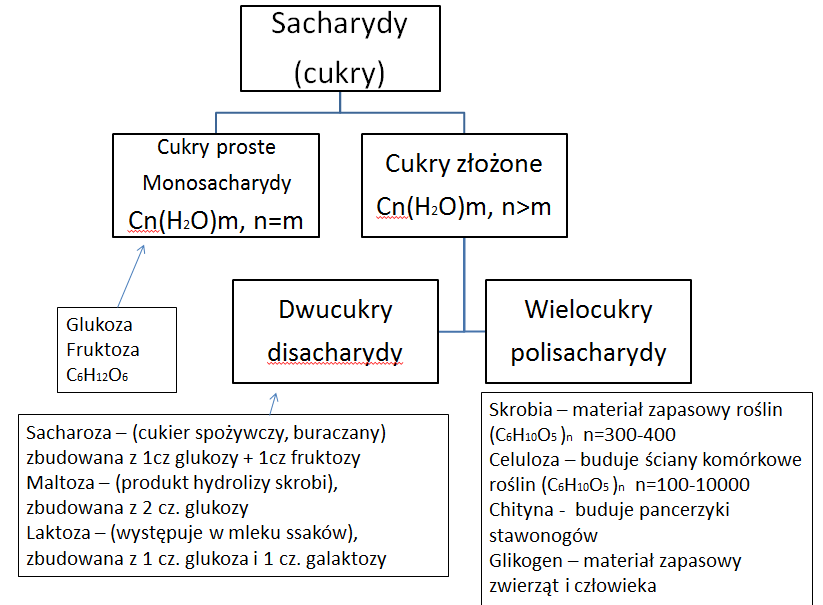 Sacharydy
(cukry)
Cukry proste
Monosacharydy
Cn(H₂O)m, n=m
Cukry złożone
Cn(H₂O)m, n>m
Glukoza
Fruktoza
C₆H₁₂O₆
Dwucukry
disacharydy
Wielocukry
polisacharydy
Sacharoza – (cukier spożywczy, buraczany)
zbudowana z 1cz glukozy + 1cz fruktozy
Maltoza – (produkt hydrolizy skrobi),
zbudowana z 2 cz. glukozy
Laktoza – (występuje w mleku ssaków),
zbudowana z 1 cz. glukoza i 1 cz. galaktozy
Skrobia – materiał zapasowy roślin
(C₆H₁₀O₅ )ₙ n=300-400
Celuloza – buduje ściany komórkowe
roślin (C₆H₁₀O₅ )ₙ n=100-10000
Chityna - buduje pancerzyki
stawonogów
Glikogen – materiał zapasowy
zwierząt i człowieka